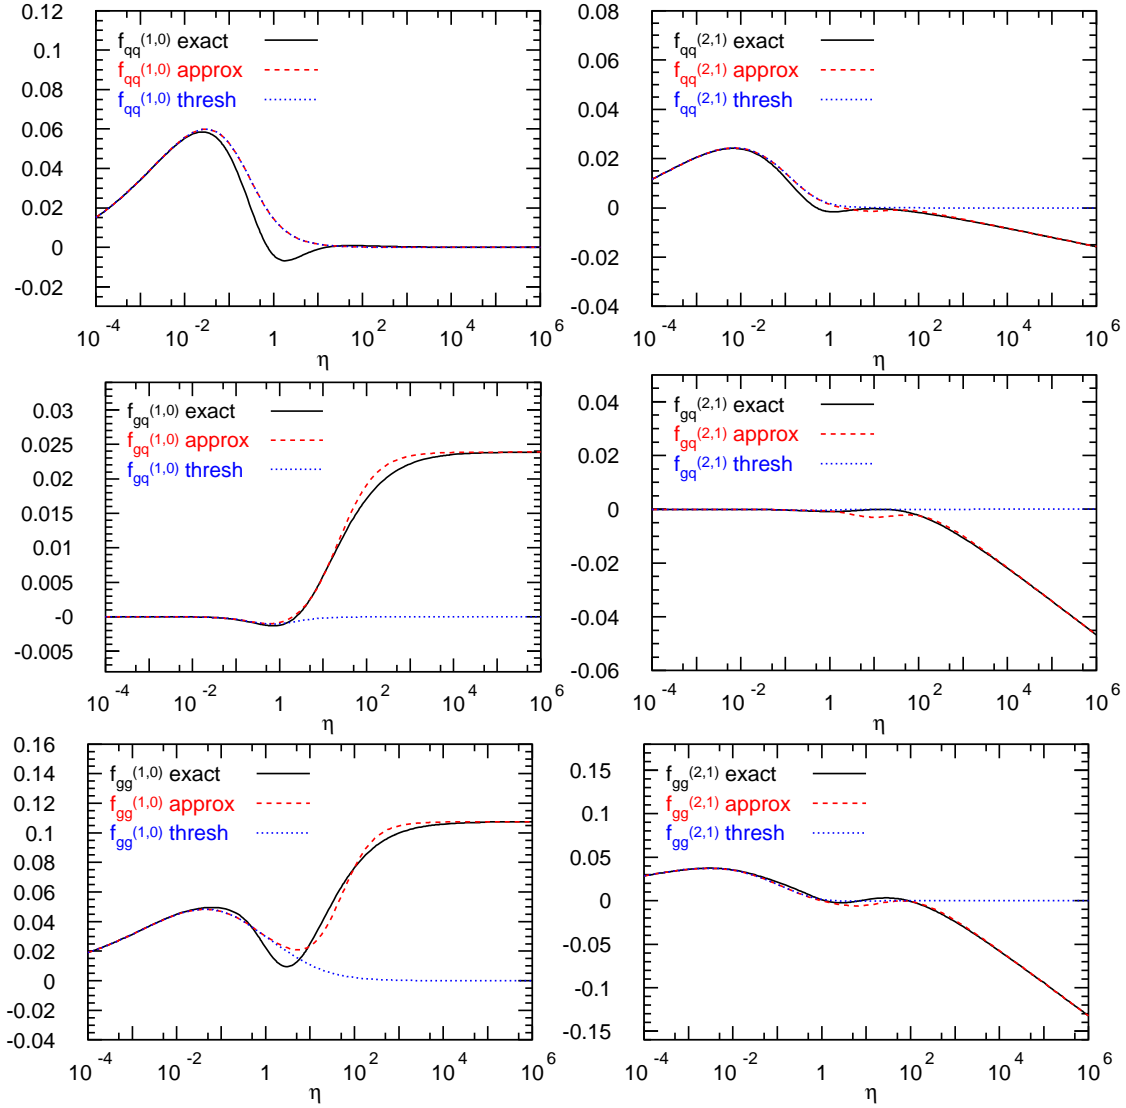 0.12
0.1
0.08
0.06
0.04
0.02
0
-0.02
f_qq^(1,0) exact
f_qq^(1,0) approx
f_qq^(1,0) thresh
10^-4 10^-2 1 10^2 10^4 10^6
η
0.08
0.06
0.04
0.02
0
-0.02
-0.04
f_qq^(2,1) exact
f_qq^(2,1) approx
f_qq^(2,1) thresh
10^-4 10^-2 1 10^2 10^4 10^6
η
0.03
0.025
0.02
0.015
0.01
0.005
-0
-0.005
f_gq^(1,0) exact
f_gq^(1,0) approx
f_gq^(1,0) thresh
10^-4 10^-2 1 10^2 10^4 10^6
η
0.04
0.02
0
-0.02
-0.04
-0.06
f_gq^(2,1) exact
f_gq^(2,1) approx
f_gq^(2,1) thresh
10^-4 10^-2 1 10^2 10^4 10^6
η
0.16
0.14
0.12
0.1
0.08
0.06
0.04
0.02
0
-0.02
-0.04
f_gg^(1,0) exact
f_gg^(1,0) approx
f_gg^(1,0) thresh
10^-4 10^-2 1 10^2 10^4 10^6
η
0.15
0.1
0.05
0
-0.05
-0.1
-0.15
f_gg^(2,1) exact
f_gg^(2,1) approx
f_gg^(2,1) thresh
10^-4 10^-2 1 10^2 10^4 10^6
η